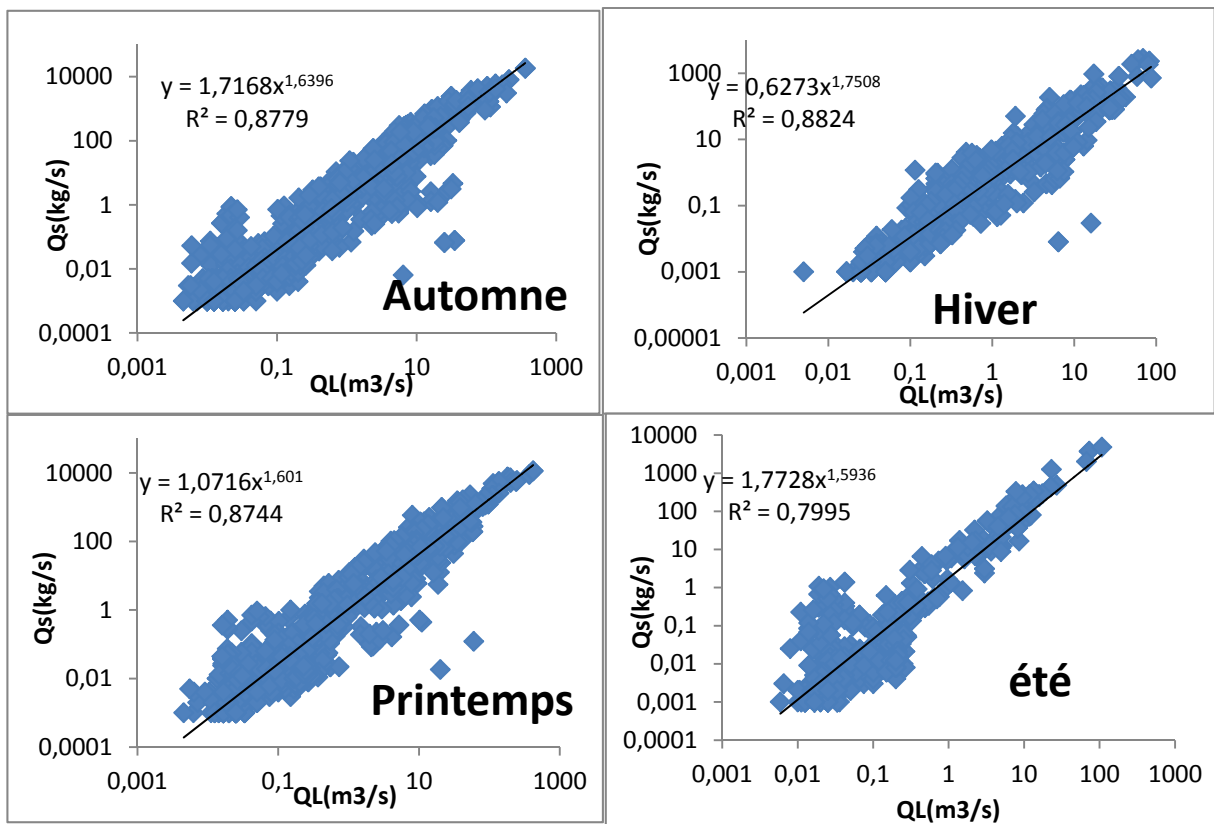 y = 1,7168x^1,6396
R² = 0,8779
10000
100
1
0,01
0,0001
Qs(kg/s)
Automne
0,001
0,1
10
1000
QL(m3/s)
y = 0,6273x^1,7508
R² = 0,8824
1000
10
0,1
0,001
0,00001
Qs(kg/s)
Hiver
0,001
0,01
0,1
1
10
100
QL(m3/s)
y = 1,0716x^1,601
R² = 0,8744
10000
100
1
0,01
0,0001
Qs(kg/s)
Printemps
0,001
0,1
10
1000
QL(m3/s)
y = 1,7728x^1,5936
R² = 0,7995
10000
1000
100
10
1
0,1
0,01
0,001
0,0001
Qs(kg/s)
été
0,001
0,01
0,1
1
10
100
1000
QL(m3/s)